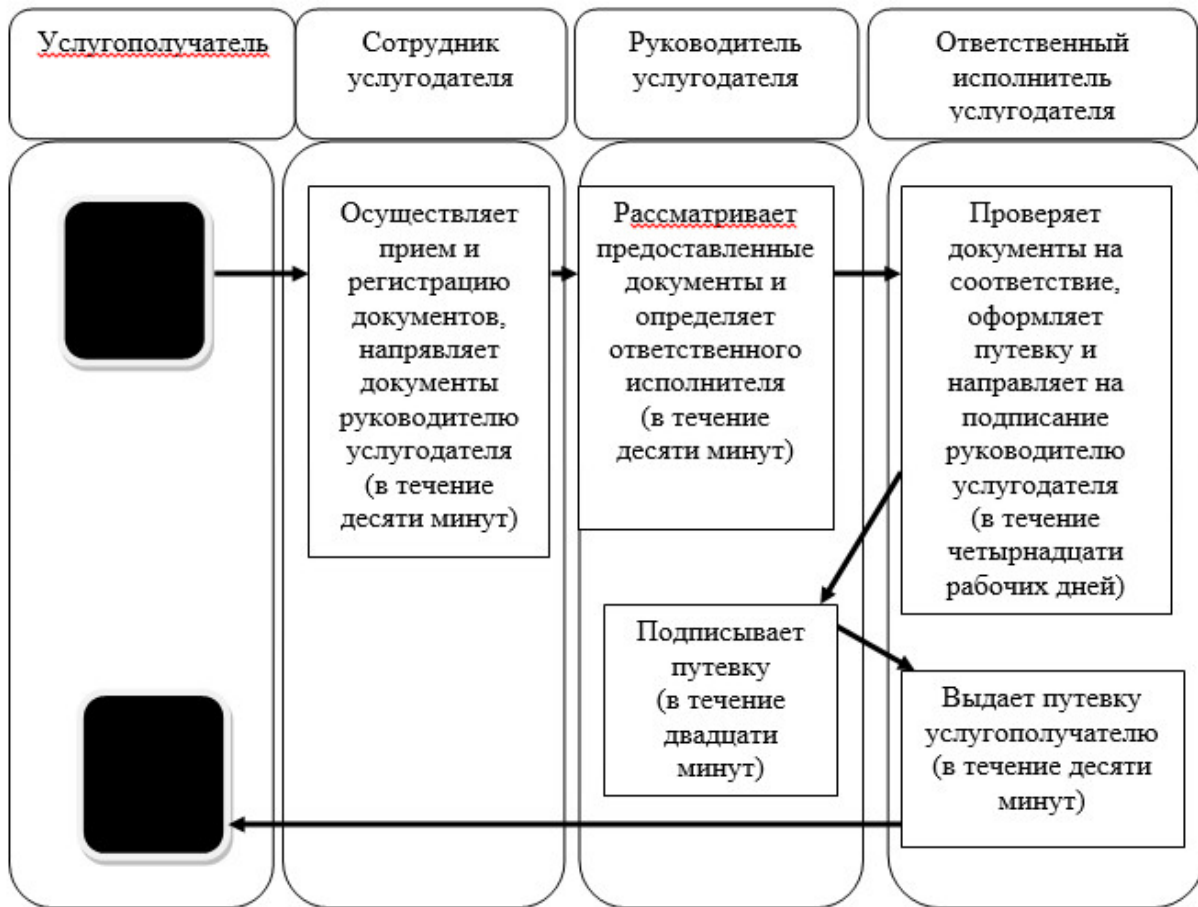 Услугополучатель
Сотрудник
услугодателя
Руководитель
услугодателя
Ответственный
исполнитель
услугодателя
Осуществляет
прием и
регистрацию
документов,
напрявляет
документы
руководителю
услугодателя
(в течение
десяти минут)
Рассматривает
предоставленные
документы и
определяет
ответственного
исполнителя
(в течение
десяти минут)
Проверяет
документы на
соответствие,
оформляет
путевку и
направляет на
подписание
руководителю
услугодателя
(в течение
четырнадцати
рабочих дней)
Подписывает
путевку
(в течение
двадцати
минут)
Выдает путевку
услугополучателю
(в течение десяти
минут)